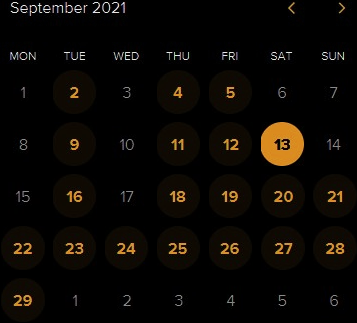 September 2021
MON TUE WED THU FRI SAT SUN
1 2 3 4 5 6 7
8 9 10 11 12 13 14
15 16 17 18 19 20 21
22 23 24 25 26 27 28
29 1 2 3 4 5 6